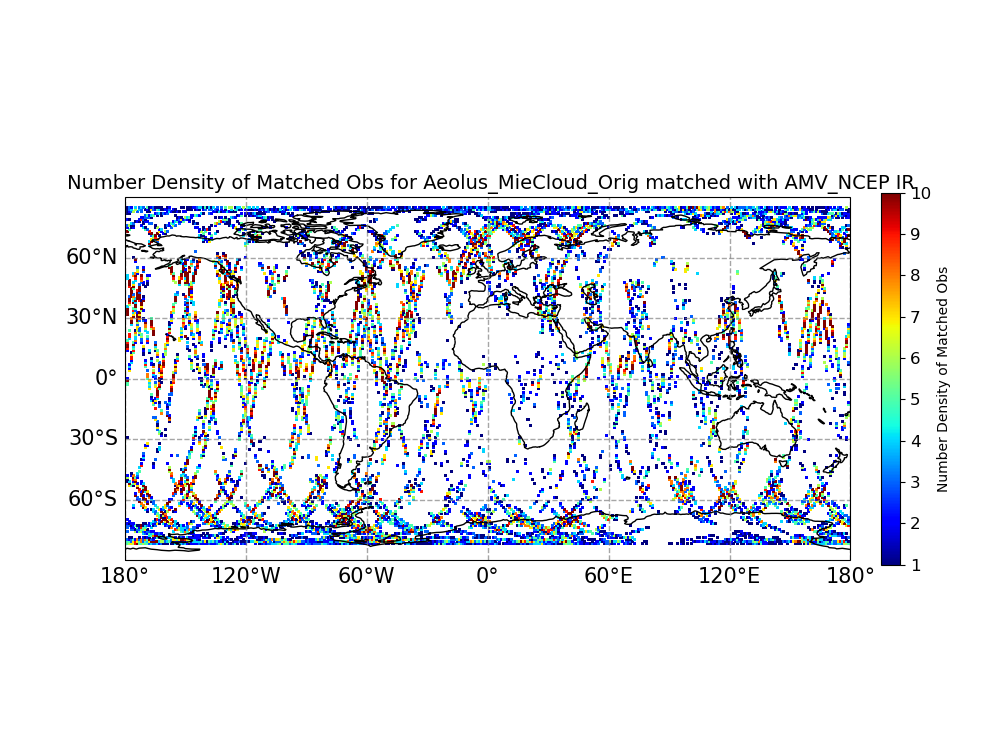 Number Density of Matched Obs for Aeolus_MieCloud_Orig matched with AMV_NCEP IR
60°N
30°N
0°
30°S
60°S
180°
120°W
60°W
0°
60°E
120°E
180°
10
9
8
7
6
5
4
3
2
1
Number Density of Matched Obs